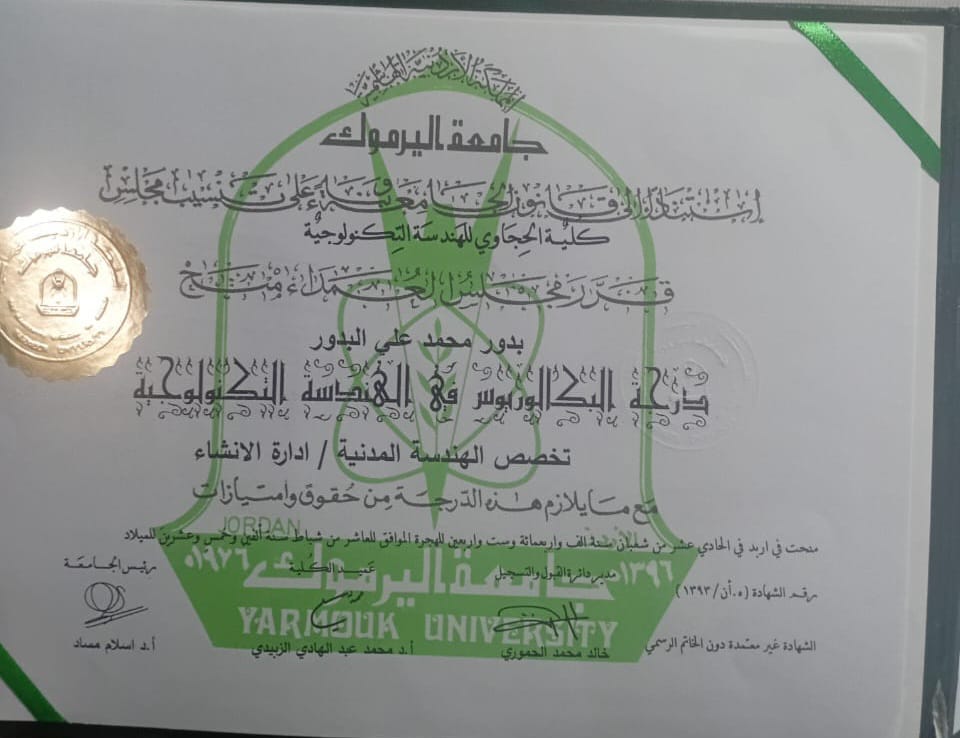 المملكة الأردنية الهاشمية
جامعة اليرموك
إستناداً إلى قانون الجامعة وبناءً على تنسيب مجلس
كلية الحجاوي للهندسة التكنولوجية
قرر مجلس العمداء منح
بدور محمد علي البدور
درجة البكالوريوس في الهندسة التكنولوجية
تخصص الهندسة المدنية / ادارة الانشاء
مع ما يلازم هذه الدرجة من حقوق وامتيازات
JORDAN الأردن
منحت في اربد في الحادي عشر من شعبان سنة الف واربعمائة وست واربعين للهجرة الموافق للعاشر من شباط سنة ألفين وخمس وعشرين للميلاد
١٣٩٦ جامعة اليرموك ١٩٧٦
YARMOUK UNIVERSITY
رقم الشهادة (ه.أن/١٣٩٣)
مدير دائرة القبول والتسجيل
عميد الكلية
رئيس الجامعة
الشهادة غير معتمدة دون الخاتم الرسمي
خالد محمد الحموري
أ.د محمد عبد الهادي الزبيدي
أ.د اسلام مساد